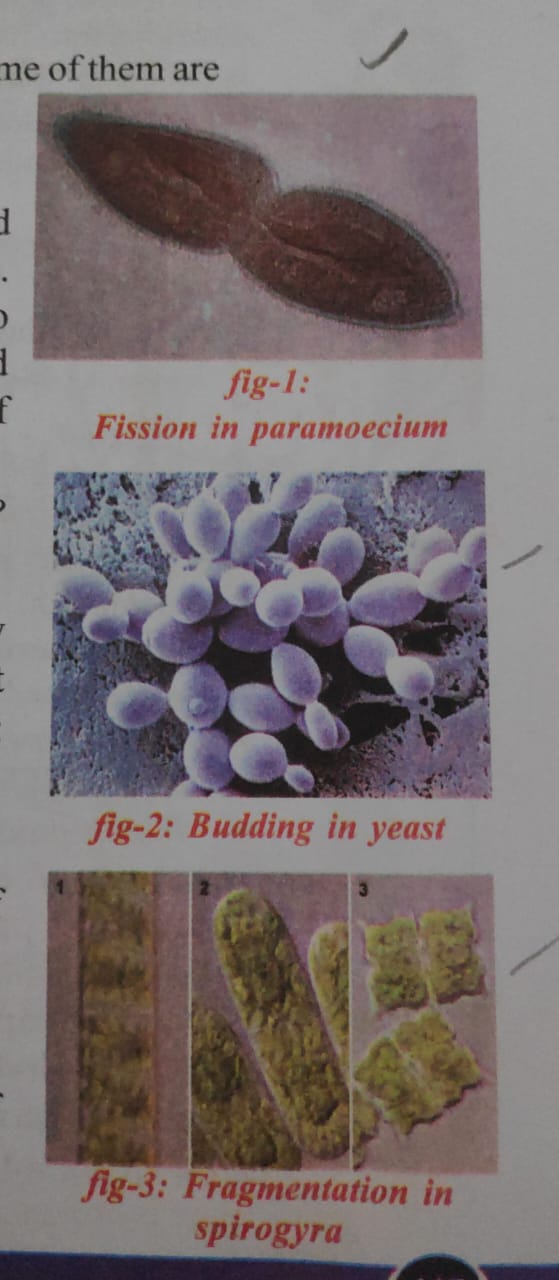 me of them are
d
.
o
d
f
?
y
t
fig-1:
Fission in paramoecium
fig-2: Budding in yeast
1 2 3
f
r
fig-3: Fragmentation in
spirogyra